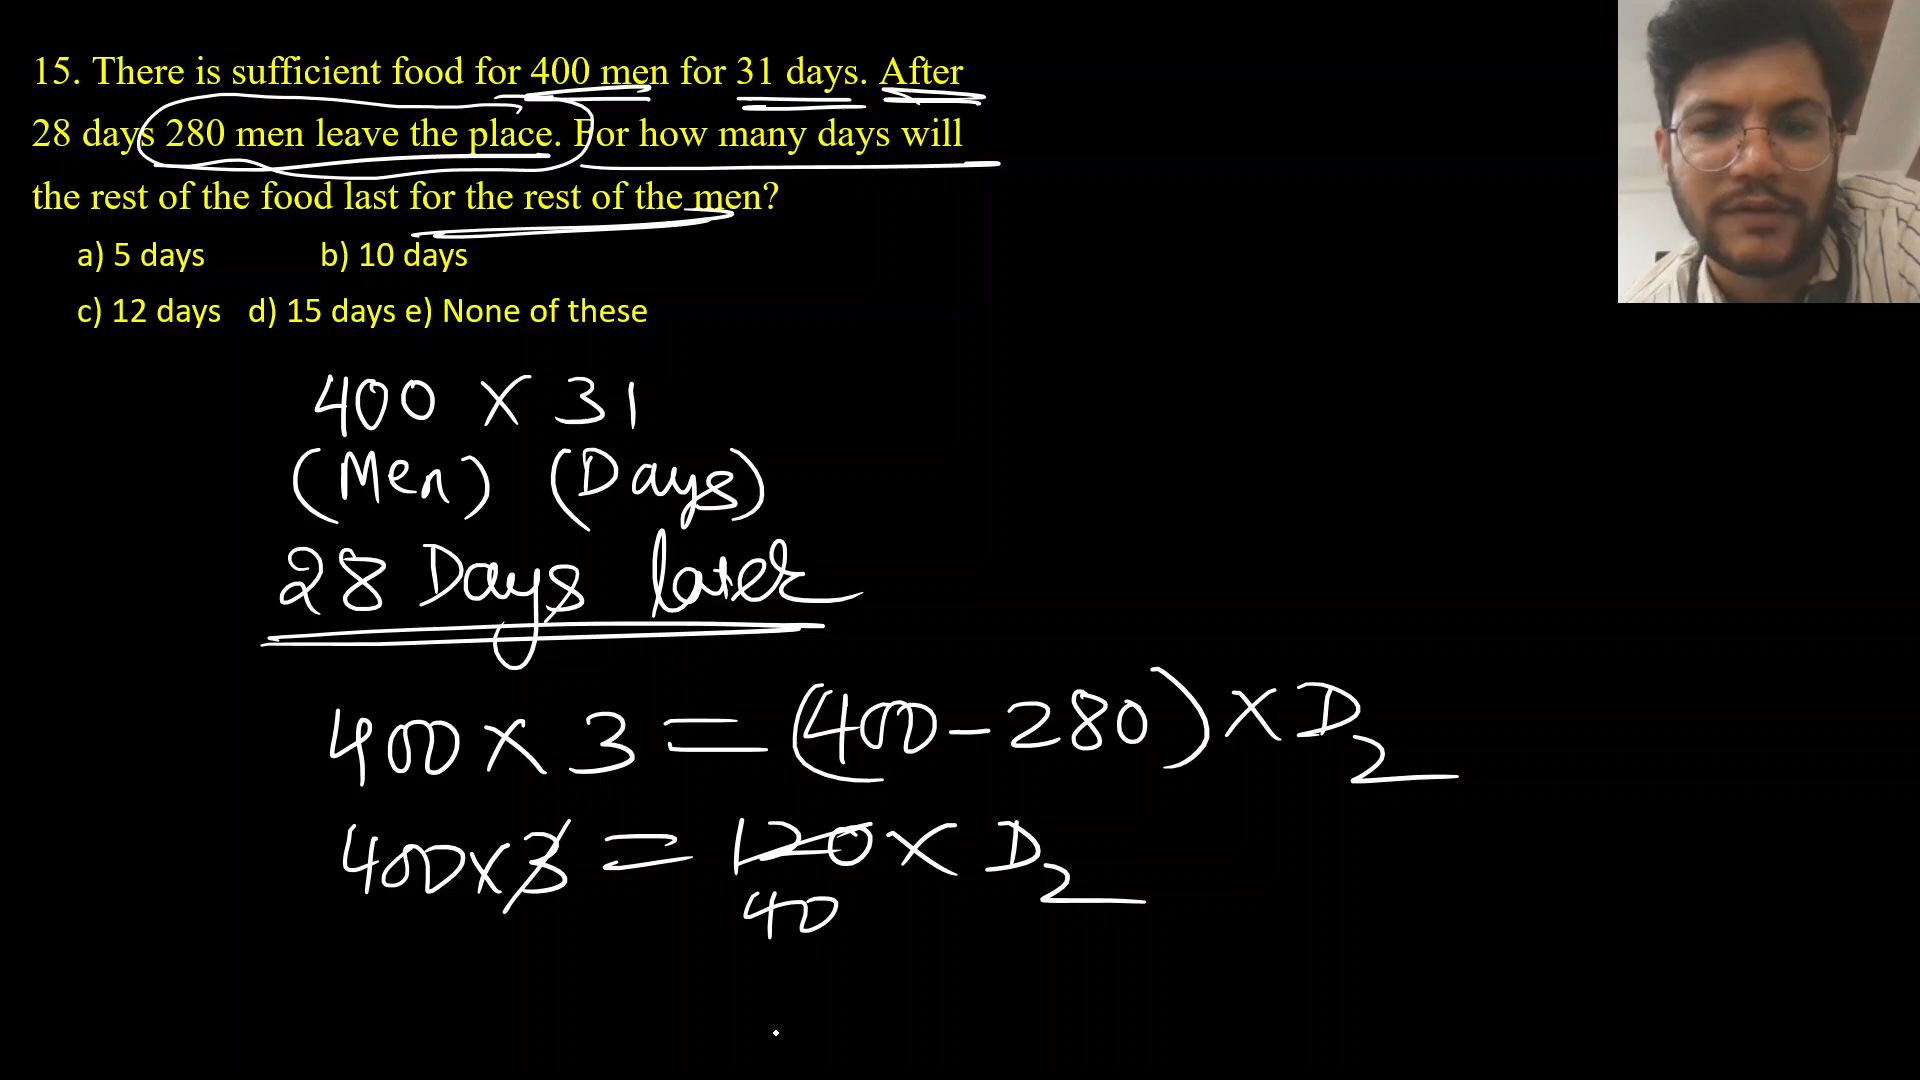 15. There is sufficient food for 400 men for 31 days. After
28 days 280 men leave the place. For how many days will
the rest of the food last for the rest of the men?
a) 5 days b) 10 days
c) 12 days d) 15 days e) None of these
400 × 31
(Men) (Days)
28 Days later
400 × 3 = (400 - 280) × D₂
400 × 3 = 120 × D₂
40